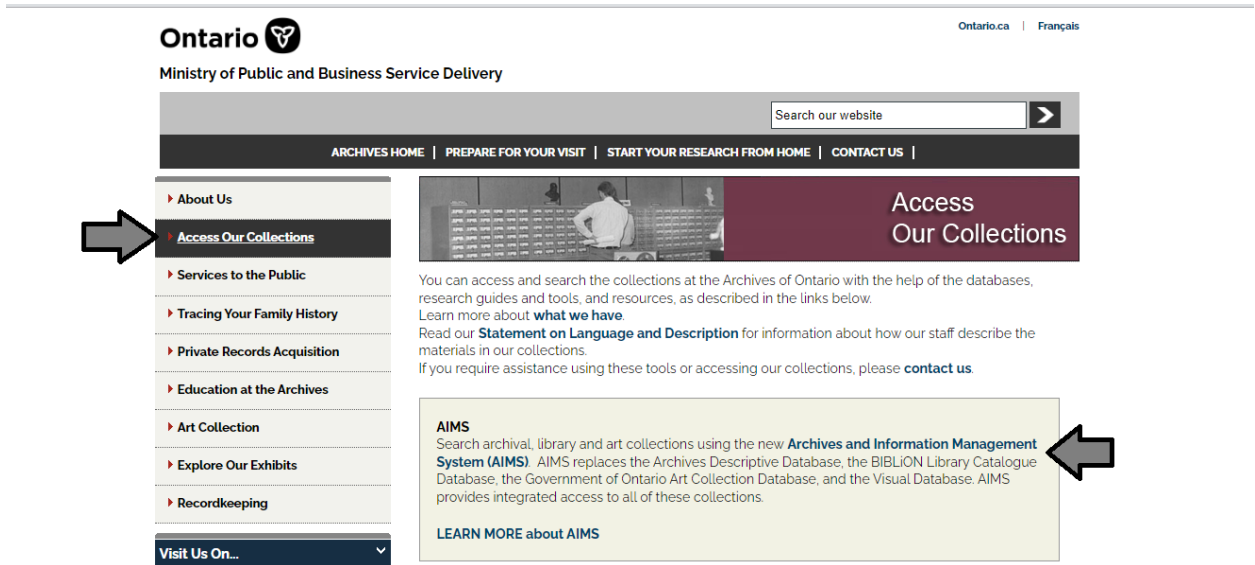 Ontario
Ontario.ca | Français
Ministry of Public and Business Service Delivery
Search our website
ARCHIVES HOME | PREPARE FOR YOUR VISIT | START YOUR RESEARCH FROM HOME | CONTACT US |
About Us
Access Our Collections
Services to the Public
Tracing Your Family History
Private Records Acquisition
Education at the Archives
Art Collection
Explore Our Exhibits
Recordkeeping
Visit Us On...
Access
Our Collections
You can access and search the collections at the Archives of Ontario with the help of the databases,
research guides and tools, and resources, as described in the links below.
Learn more about what we have.
Read our Statement on Language and Description for information about how our staff describe the
materials in our collections.
If you require assistance using these tools or accessing our collections, please contact us.
AIMS
Search archival, library and art collections using the new Archives and Information Management
System (AIMS). AIMS replaces the Archives Descriptive Database, the BIBLiON Library Catalogue
Database, the Government of Ontario Art Collection Database, and the Visual Database. AIMS
provides integrated access to all of these collections.
LEARN MORE about AIMS